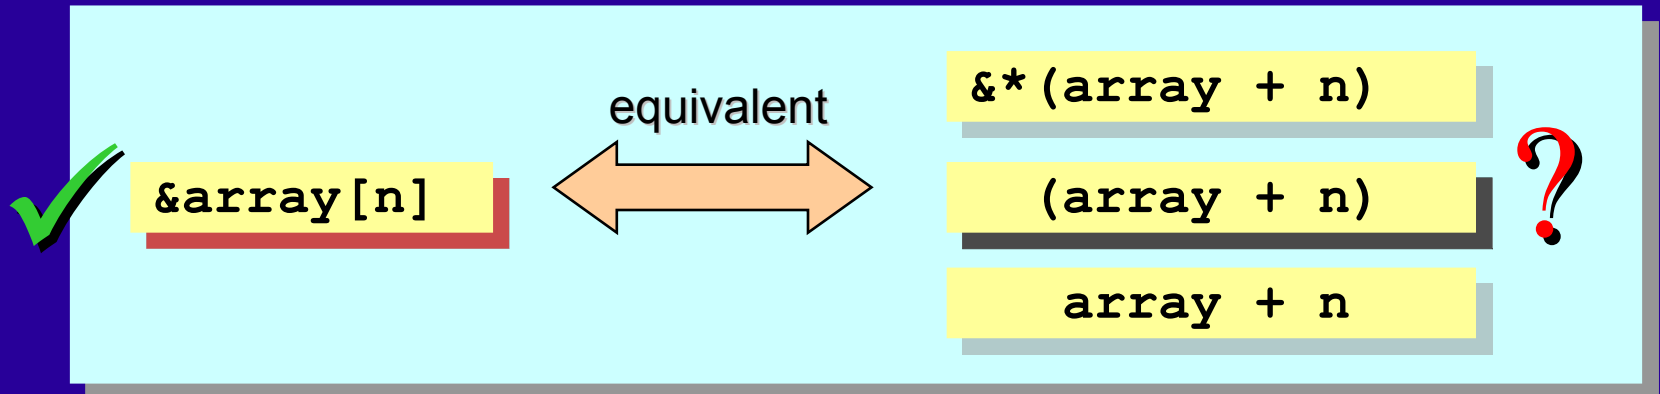 equivalent
&array[n]
&*(array + n)
(array + n)
array + n
?